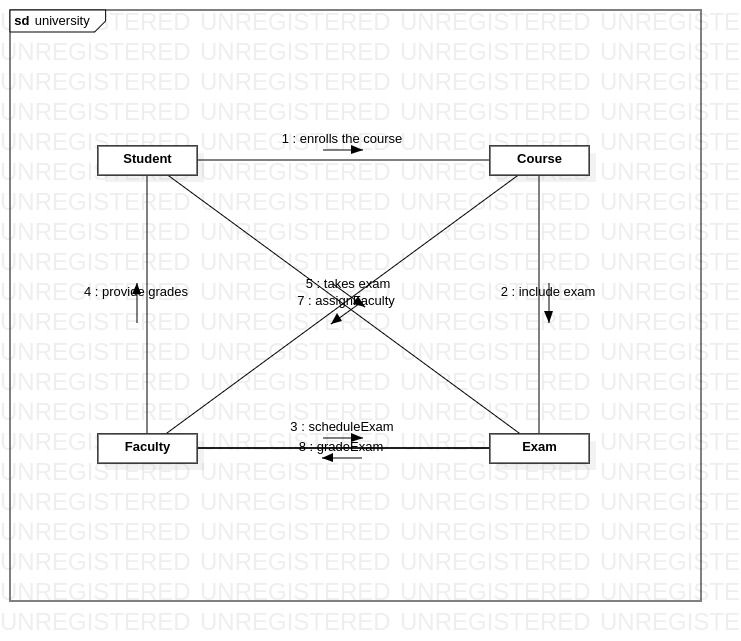 sd university
UNREGISTERED UNREGISTERED UNREGISTERED UNREGISTE
1 : enrolls the course
Student
Course
5 : takes exam
4 : provide grades
2 : include exam
7 : assignFaculty
3 : scheduleExam
Faculty
8 : gradeExam
Exam